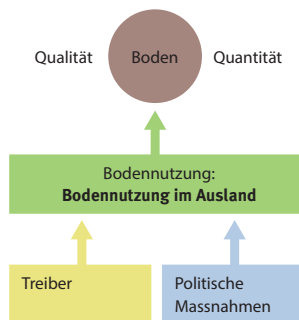 Qualität Boden Quantität
Bodennutzung:
Bodennutzung im Ausland
Treiber
Politische
Massnahmen